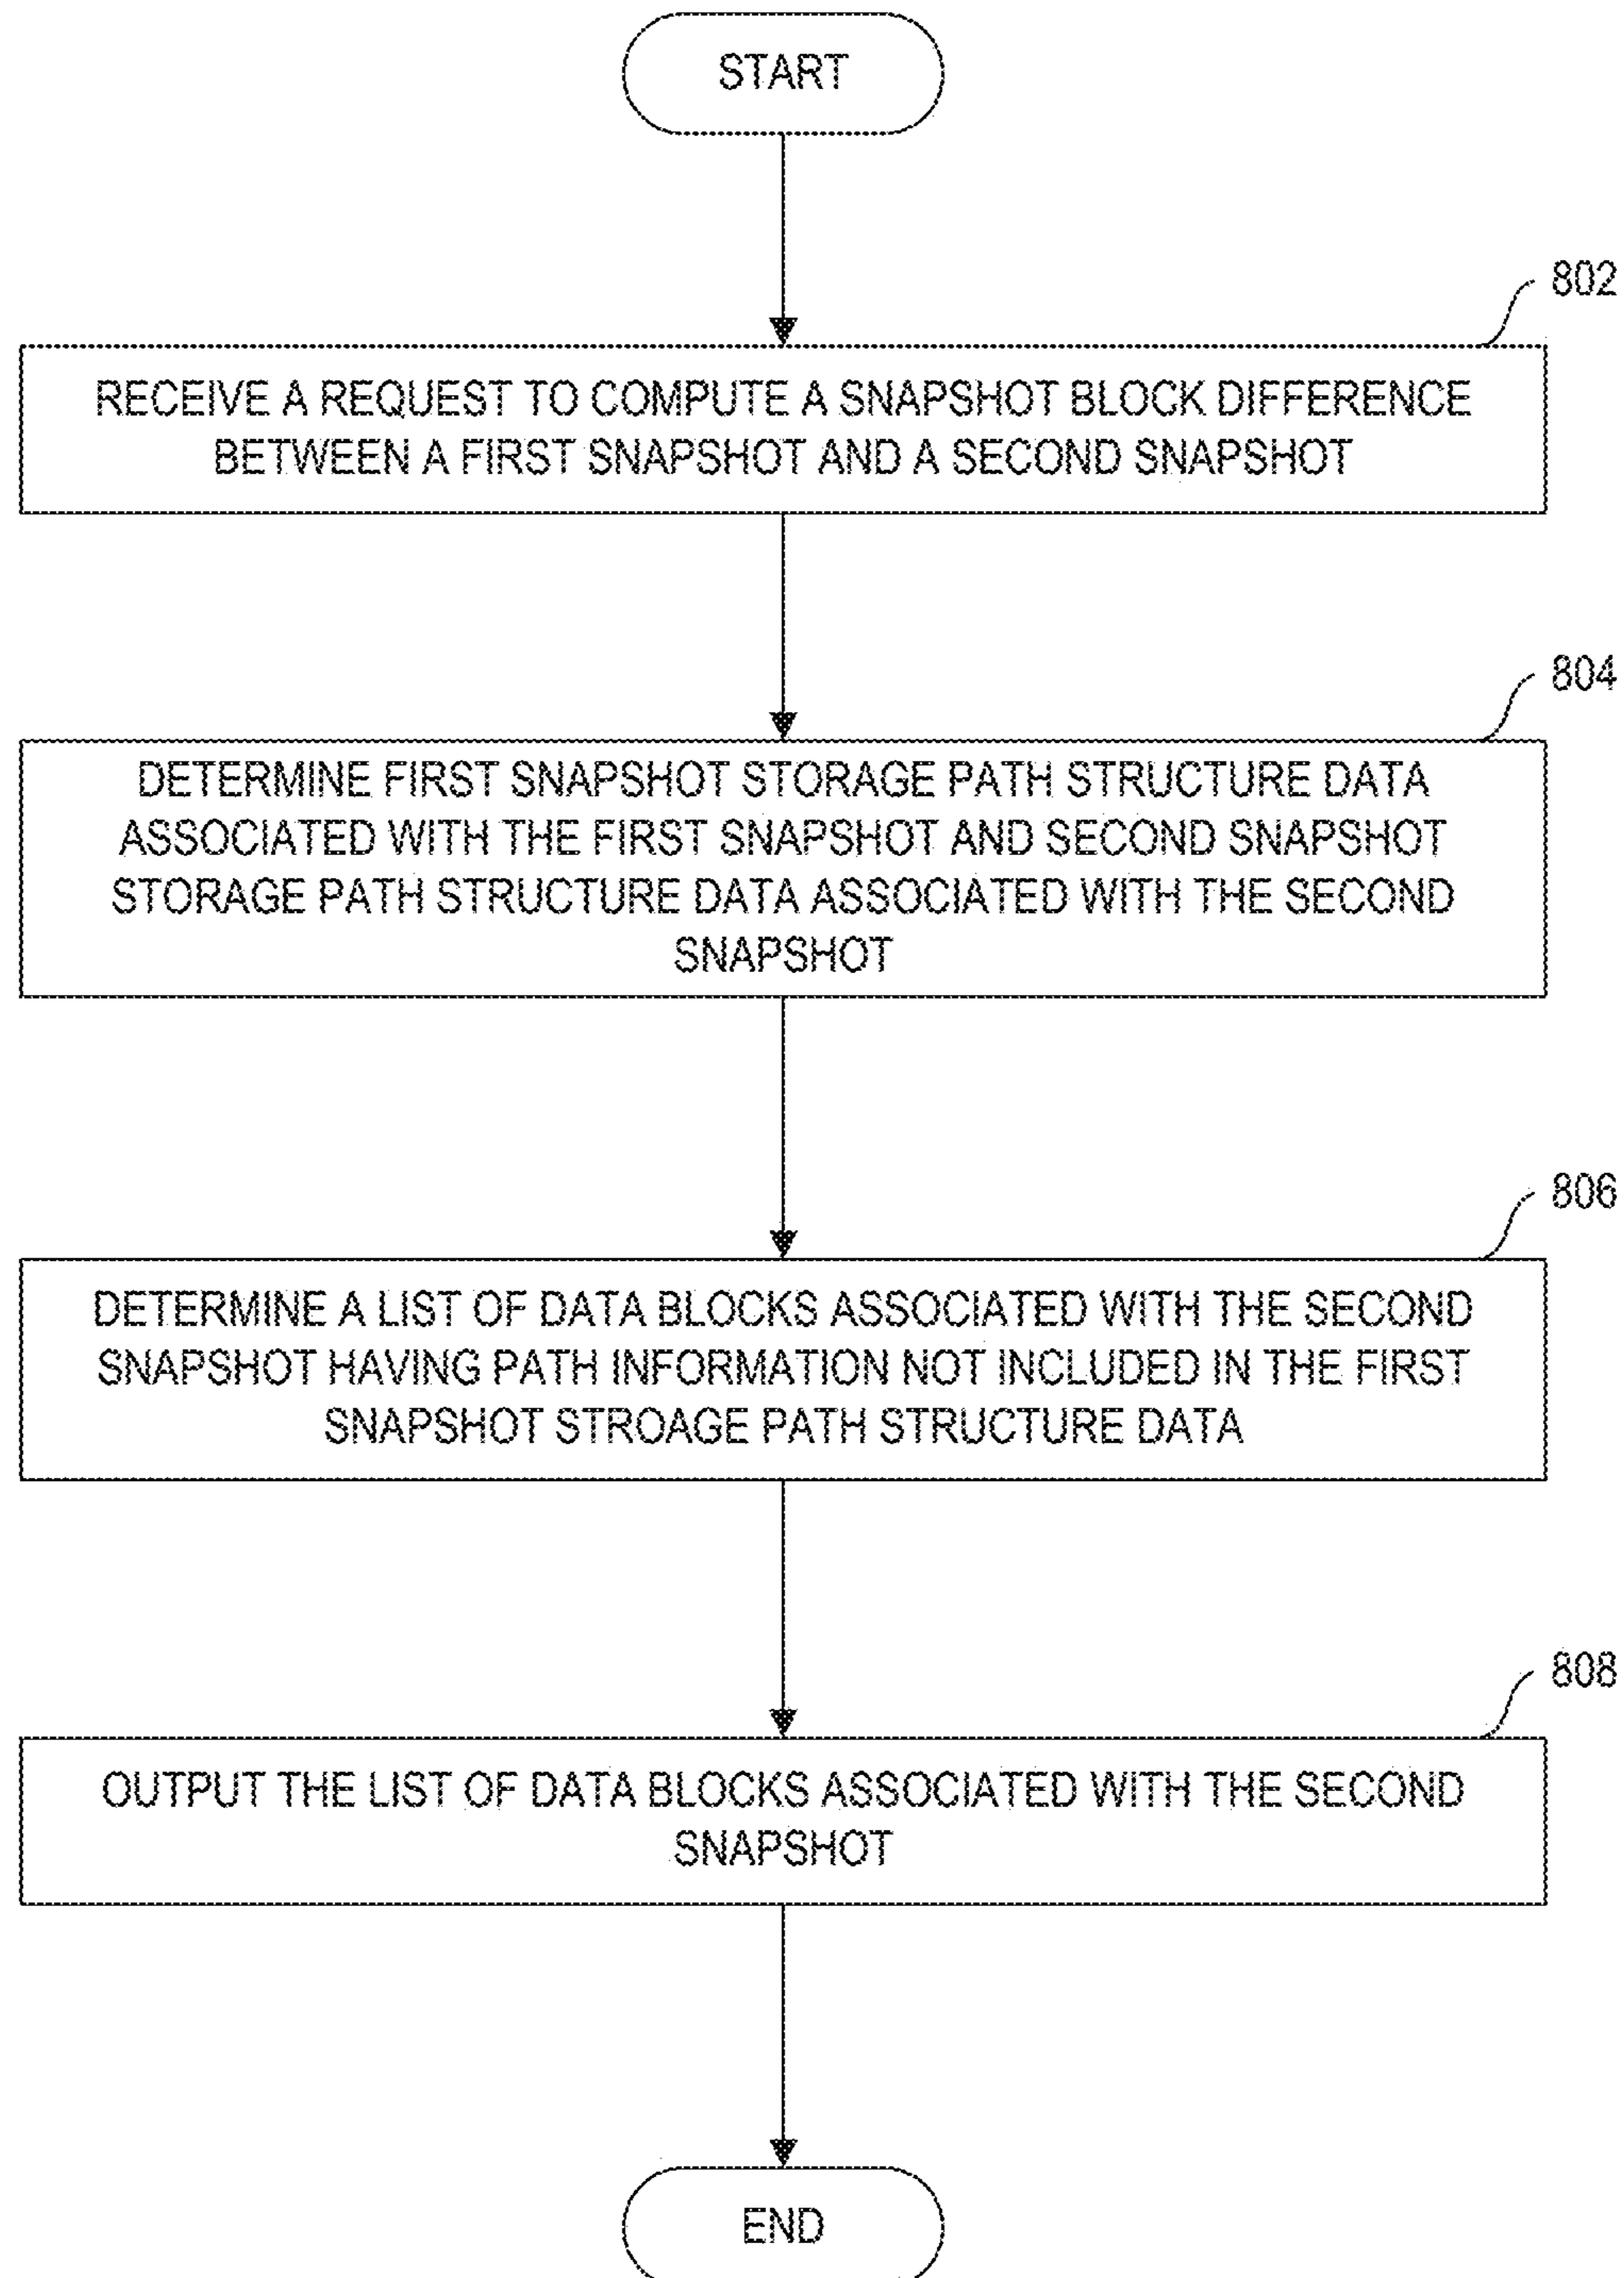 START
802
RECEIVE A REQUEST TO COMPUTE A SNAPSHOT BLOCK DIFFERENCE
BETWEEN A FIRST SNAPSHOT AND A SECOND SNAPSHOT
804
DETERMINE FIRST SNAPSHOT STORAGE PATH STRUCTURE DATA
ASSOCIATED WITH THE FIRST SNAPSHOT AND SECOND SNAPSHOT
STORAGE PATH STRUCTURE DATA ASSOCIATED WITH THE SECOND
SNAPSHOT
806
DETERMINE A LIST OF DATA BLOCKS ASSOCIATED WITH THE SECOND
SNAPSHOT HAVING PATH INFORMATION NOT INCLUDED IN THE FIRST
SNAPSHOT STROAGE PATH STRUCTURE DATA
808
OUTPUT THE LIST OF DATA BLOCKS ASSOCIATED WITH THE SECOND
SNAPSHOT
END